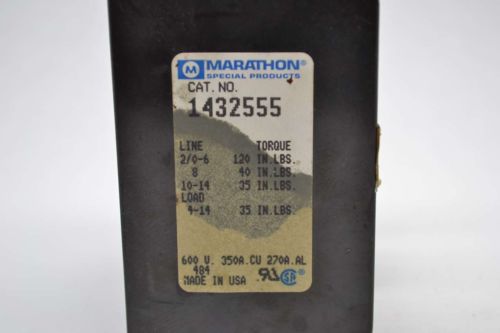 M MARATHON®
SPECIAL PRODUCTS
CAT. NO.
1432555
LINE TORQUE
2/0-6 120 IN.LBS.
8 40 IN.LBS.
10-14 35 IN.LBS.
LOAD
4-14 35 IN.LBS.
600 V. 350A.CU 270A.AL
484
MADE IN USA